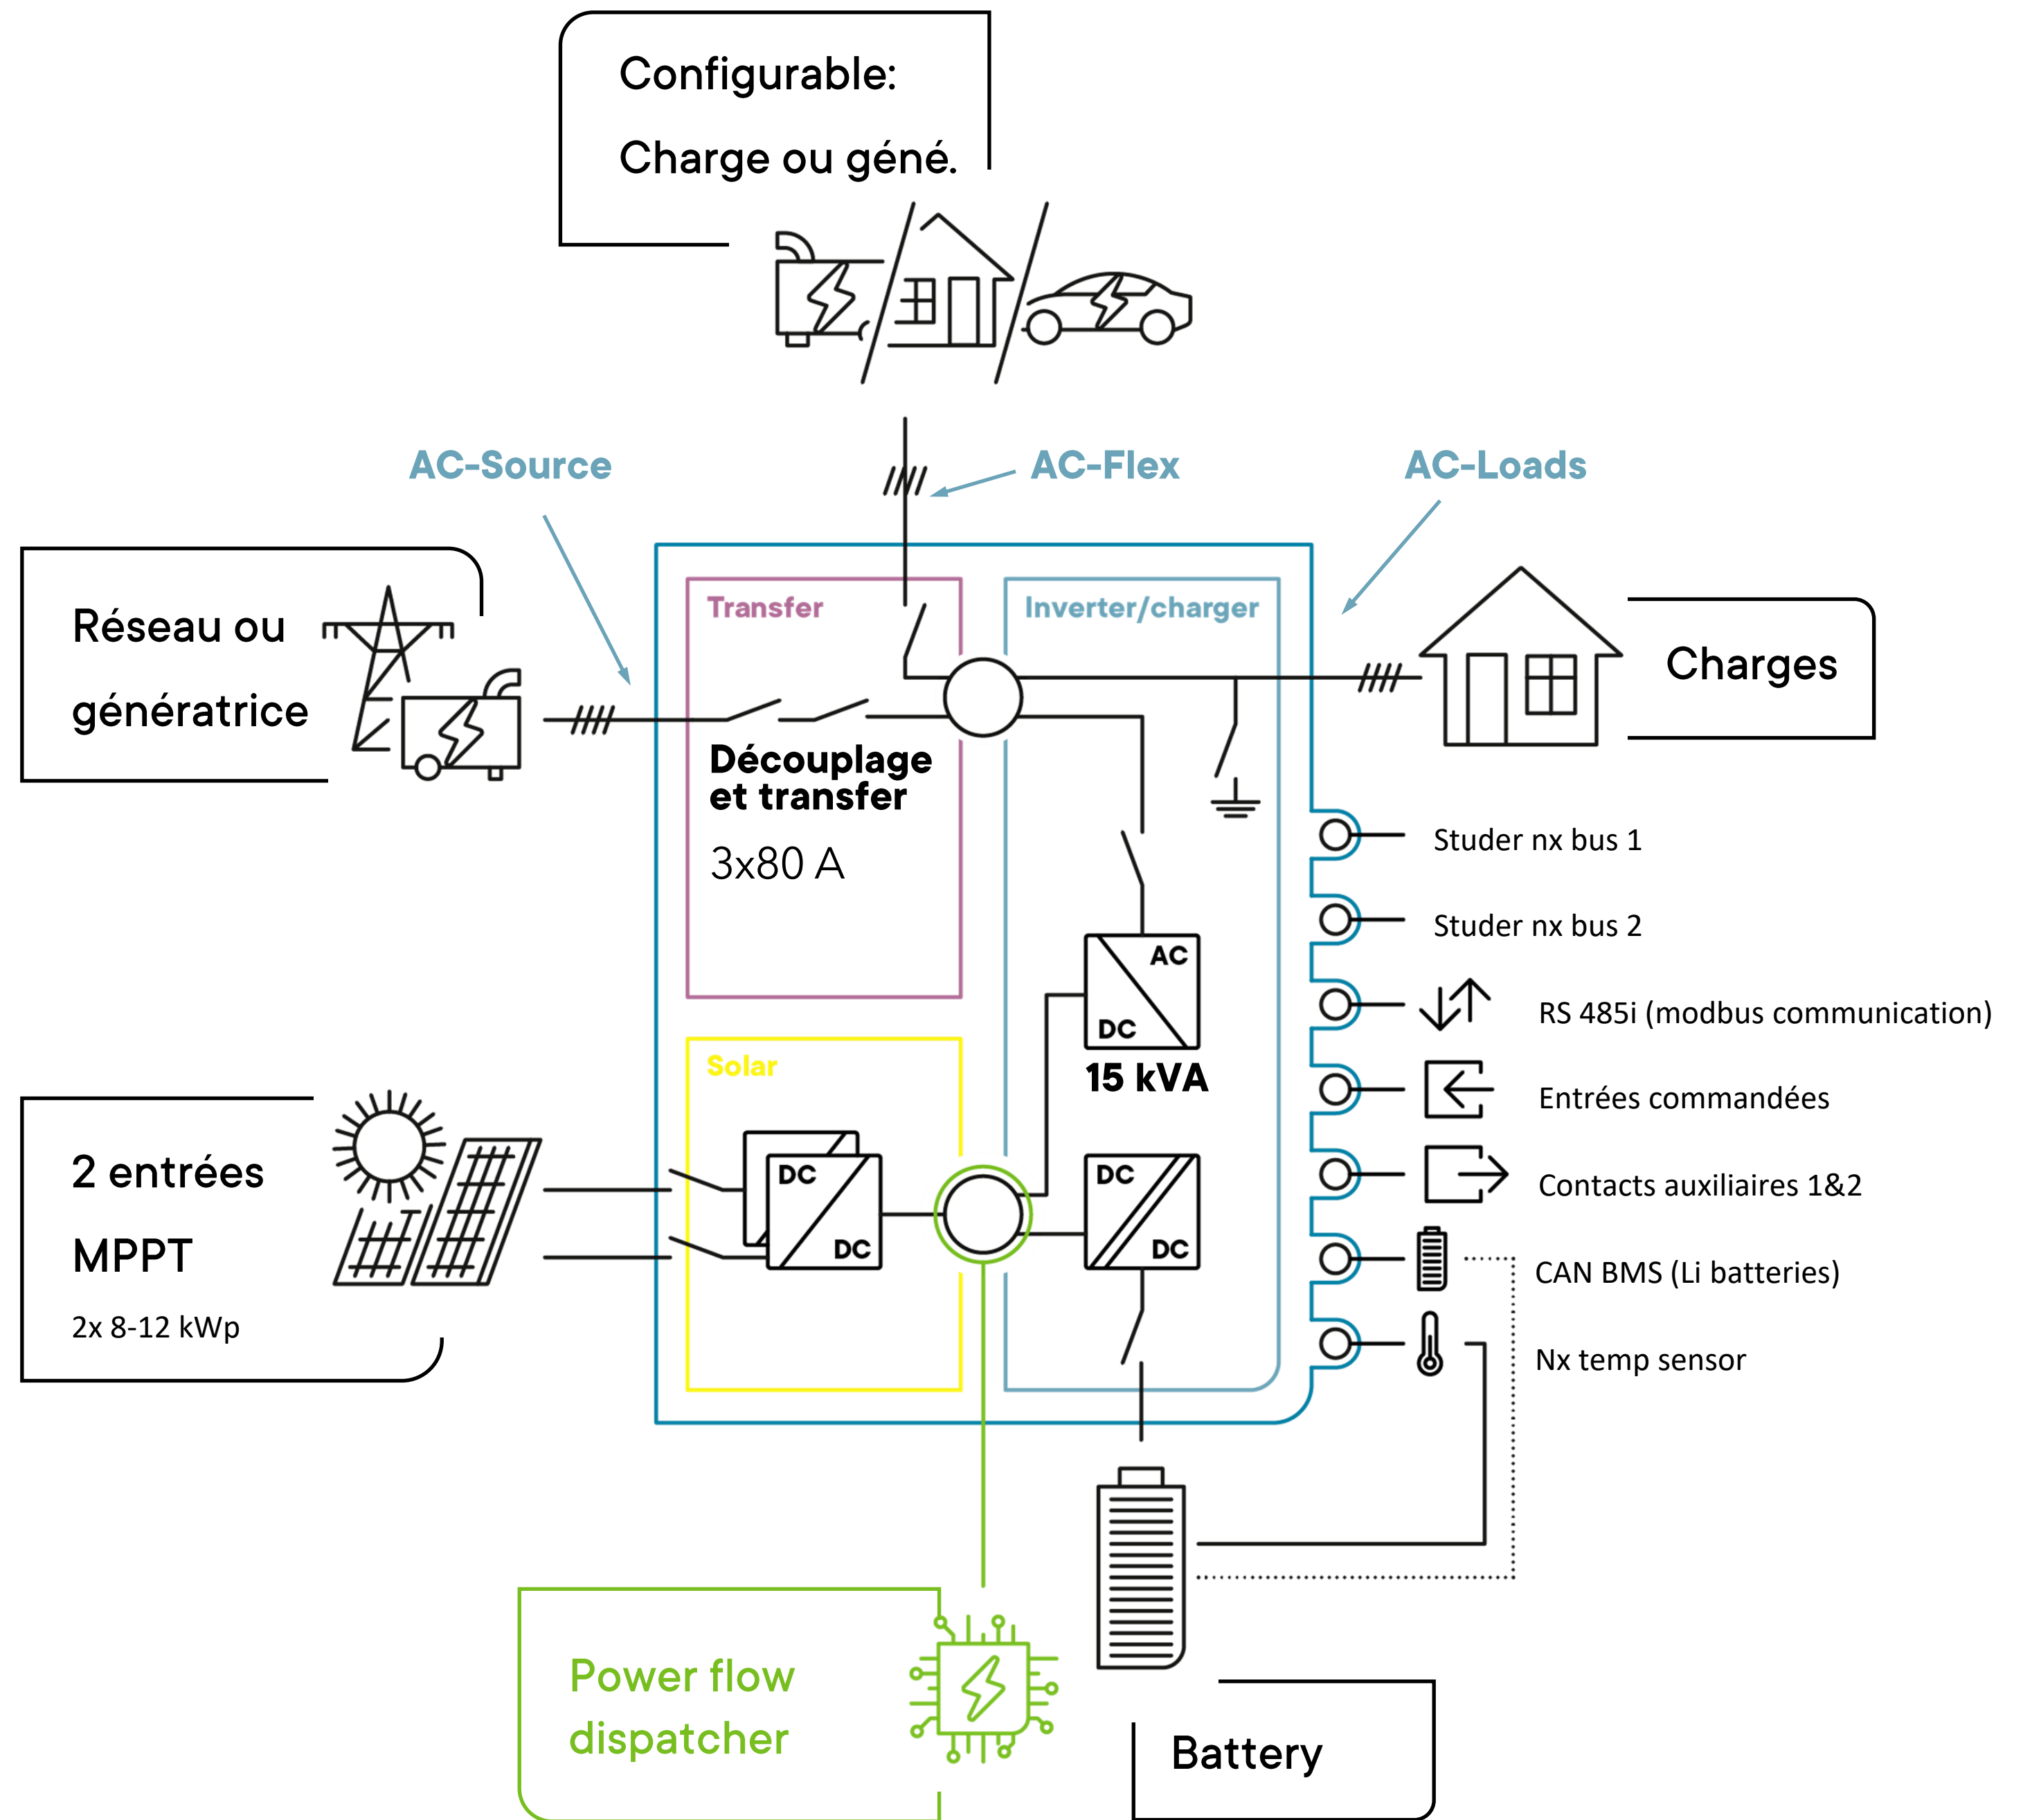 Configurable:
Charge ou géné.
AC-Source
AC-Flex
AC-Loads
Réseau ou
génératrice
Transfer
Inverter/charger
Charges
Découplage
et transfer
3x80 A
Studer nx bus 1
Studer nx bus 2
AC
DC
15 kVA
RS 485i (modbus communication)
Entrées commandées
Contacts auxiliaires 1&2
CAN BMS (Li batteries)
Nx temp sensor
Solar
2 entrées
MPPT
2x 8-12 kWp
DC
DC
DC
DC
Power flow
dispatcher
Battery